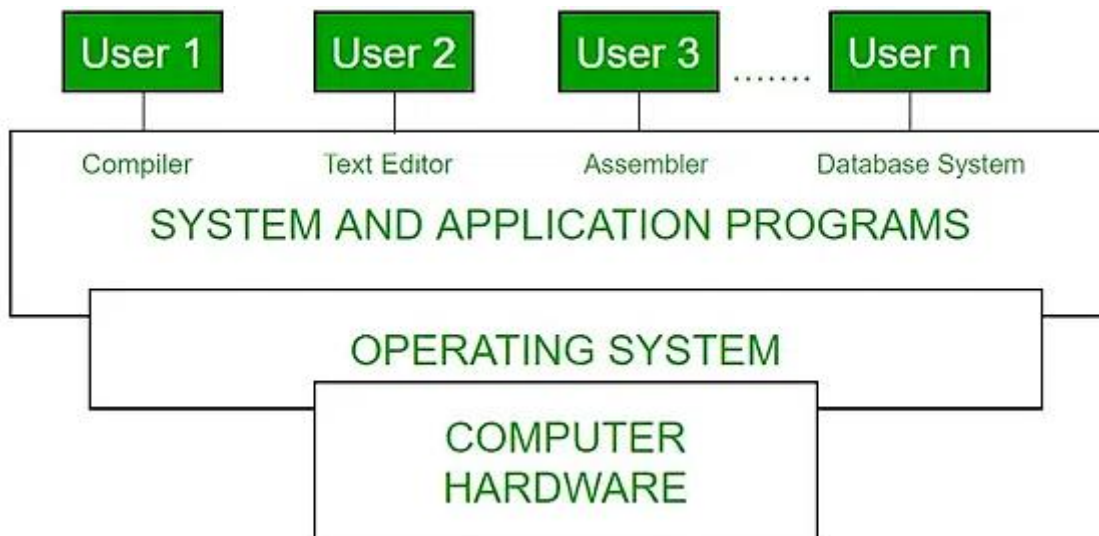 User 1
User 2
User 3
.......
User n
Compiler
Text Editor
Assembler
Database System
SYSTEM AND APPLICATION PROGRAMS
OPERATING SYSTEM
COMPUTER
HARDWARE